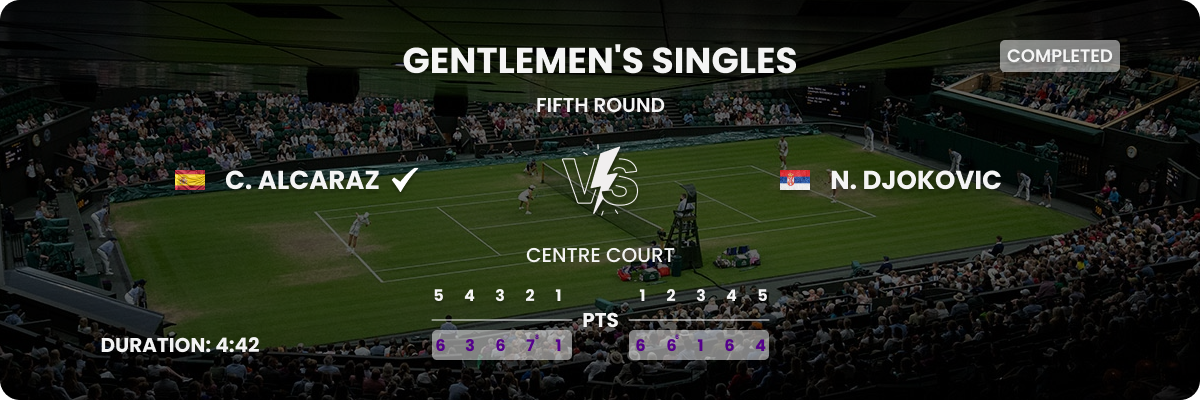 GENTLEMEN'S SINGLES
COMPLETED
FIFTH ROUND
C. ALCARAZ
VS
N. DJOKOVIC
CENTRE COURT
5 4 3 2 1
1 2 3 4 5
PTS
DURATION: 4:42
6 3 6 7 1
6 6 1 6 4